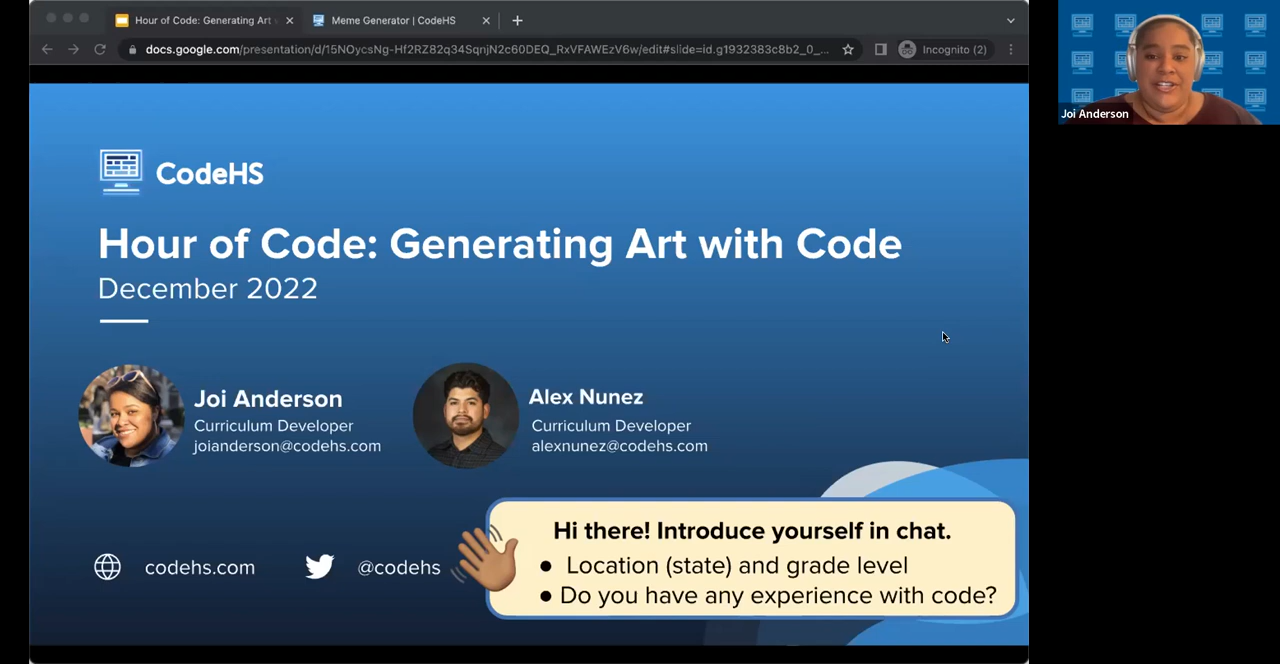 Hour of Code: Generating Art
Meme Generator | CodeHS
docs.google.com/presentation/d/15NOycsNg-Hf2RZ82q34SqnjN2c60DEQ_RxVFAWEzV6w/edit#slide=id.g1932383c8b2_0_...
Incognito (2)
Joi Anderson
CodeHS
Hour of Code: Generating Art with Code
December 2022
Joi Anderson
Curriculum Developer
joianderson@codehs.com
Alex Nunez
Curriculum Developer
alexnunez@codehs.com
codehs.com
@codehs
Hi there! Introduce yourself in chat.
● Location (state) and grade level
● Do you have any experience with code?